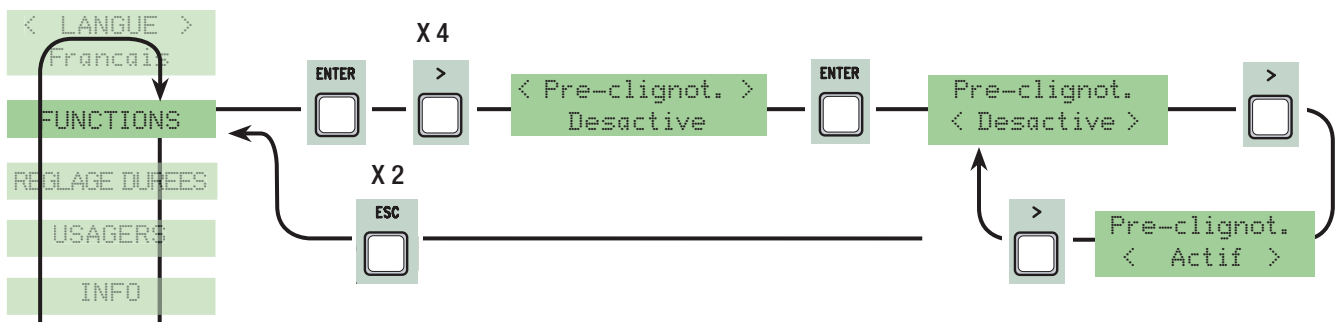 < LANGUE >
Francais
FUNCTIONS
REGLAGE DUREES
USAGERS
INFO
ENTER
X 4
>
< Pre-clignot. >
Desactive
ENTER
Pre-clignot.
< Desactive >
>
Pre-clignot.
< Actif >
>
X 2
ESC